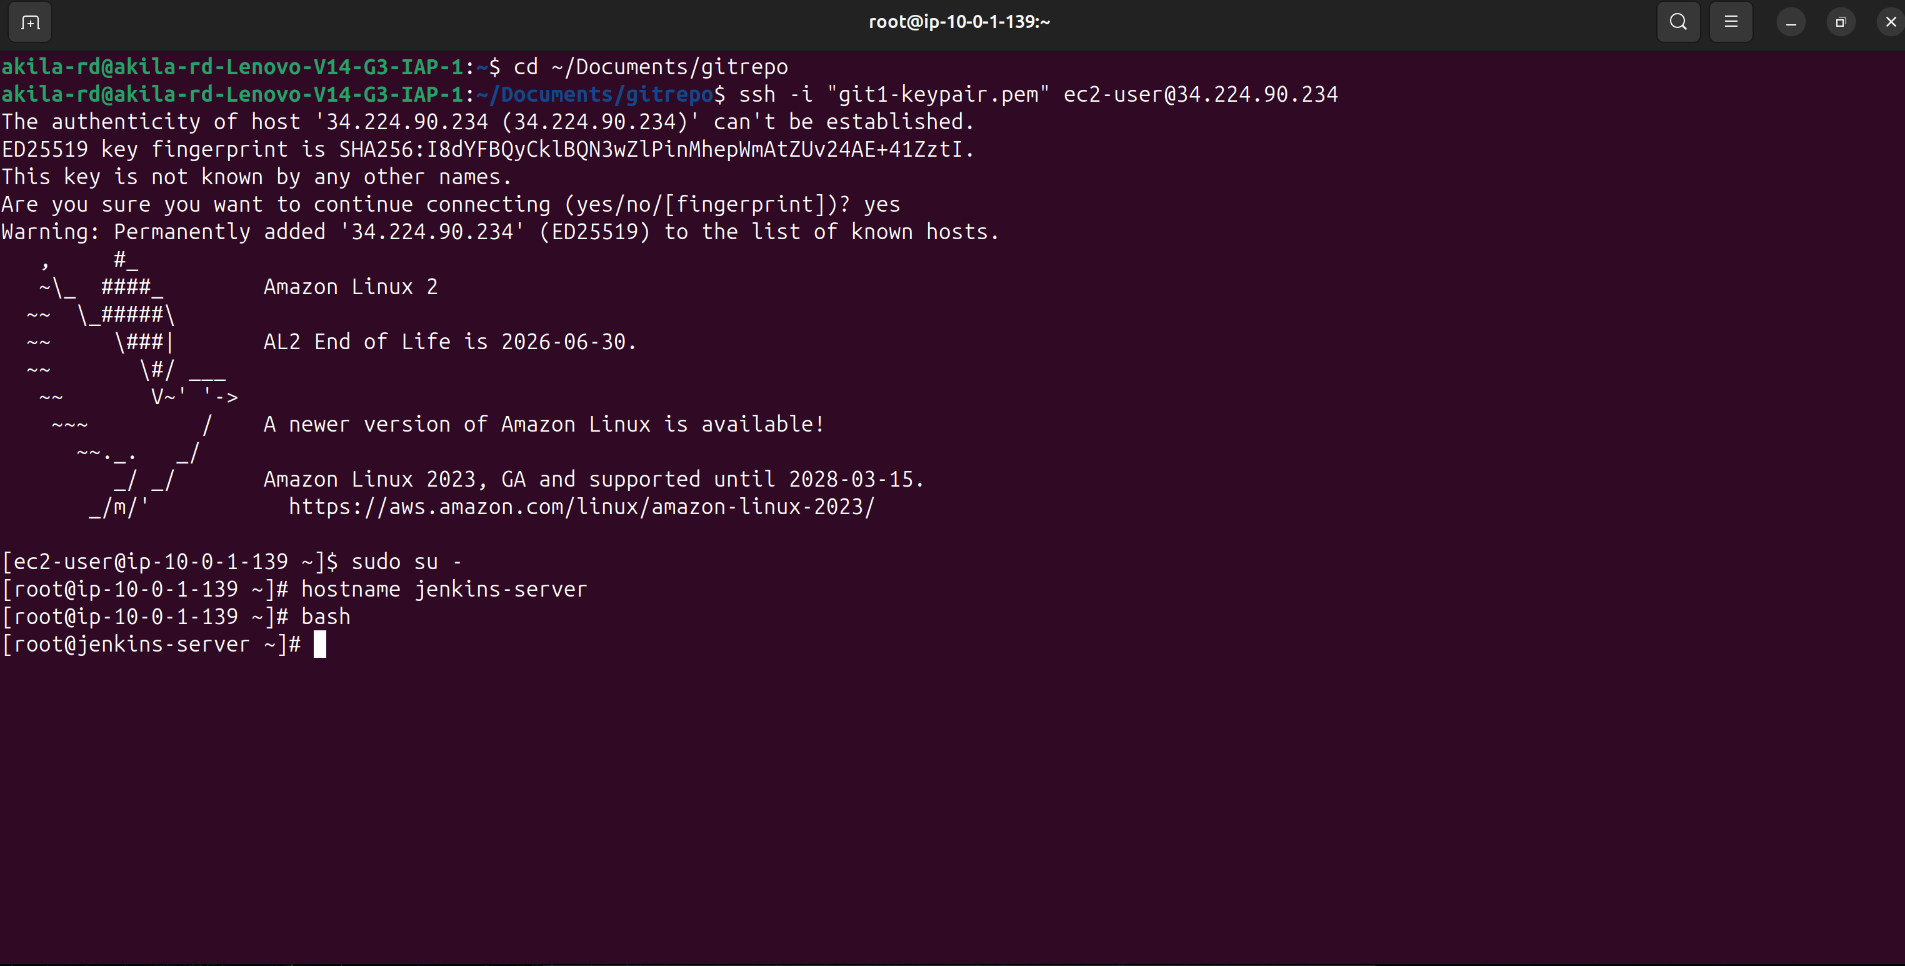 root@ip-10-0-1-139:~
akila-rd@akila-rd-Lenovo-V14-G3-IAP-1:~$ cd ~/Documents/gitrepo
akila-rd@akila-rd-Lenovo-V14-G3-IAP-1:~/Documents/gitrepo$ ssh -i "git1-keypair.pem" ec2-user@34.224.90.234
The authenticity of host '34.224.90.234 (34.224.90.234)' can't be established.
ED25519 key fingerprint is SHA256:I8dYFBQyCklBQN3wZlPinMhepWmAtZUv24AE+41ZztI.
This key is not known by any other names.
Are you sure you want to continue connecting (yes/no/[fingerprint])? yes
Warning: Permanently added '34.224.90.234' (ED25519) to the list of known hosts.
   ,     #_
   ~\_  ####_        Amazon Linux 2
  ~~  \_#####\
  ~~     \###|       AL2 End of Life is 2026-06-30.
  ~~       \#/ ___
   ~~       V~' '->
    ~~~         /    A newer version of Amazon Linux is available!
      ~~._.   _/
         _/ _/       Amazon Linux 2023, GA and supported until 2028-03-15.
       _/m/'           https://aws.amazon.com/linux/amazon-linux-2023/
[ec2-user@ip-10-0-1-139 ~]$ sudo su -
[root@ip-10-0-1-139 ~]# hostname jenkins-server
[root@ip-10-0-1-139 ~]# bash
[root@jenkins-server ~]#